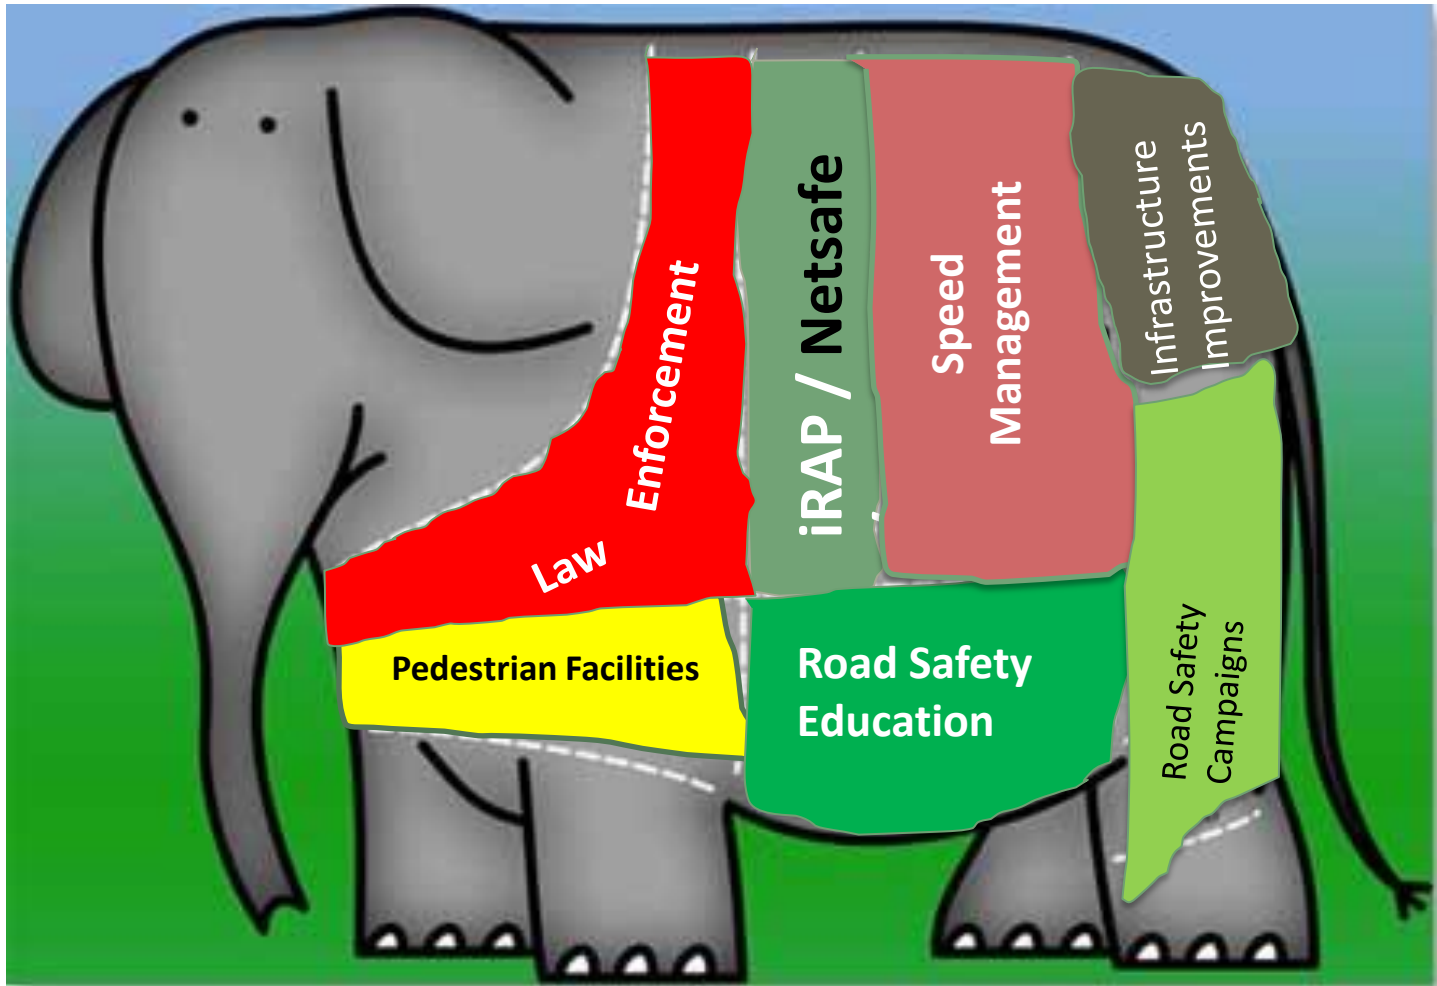 Law
Enforcement
iRAP / Netsafe
Speed
Management
Infrastructure
Improvements
Pedestrian Facilities
Road Safety
Education
Road Safety
Campaigns